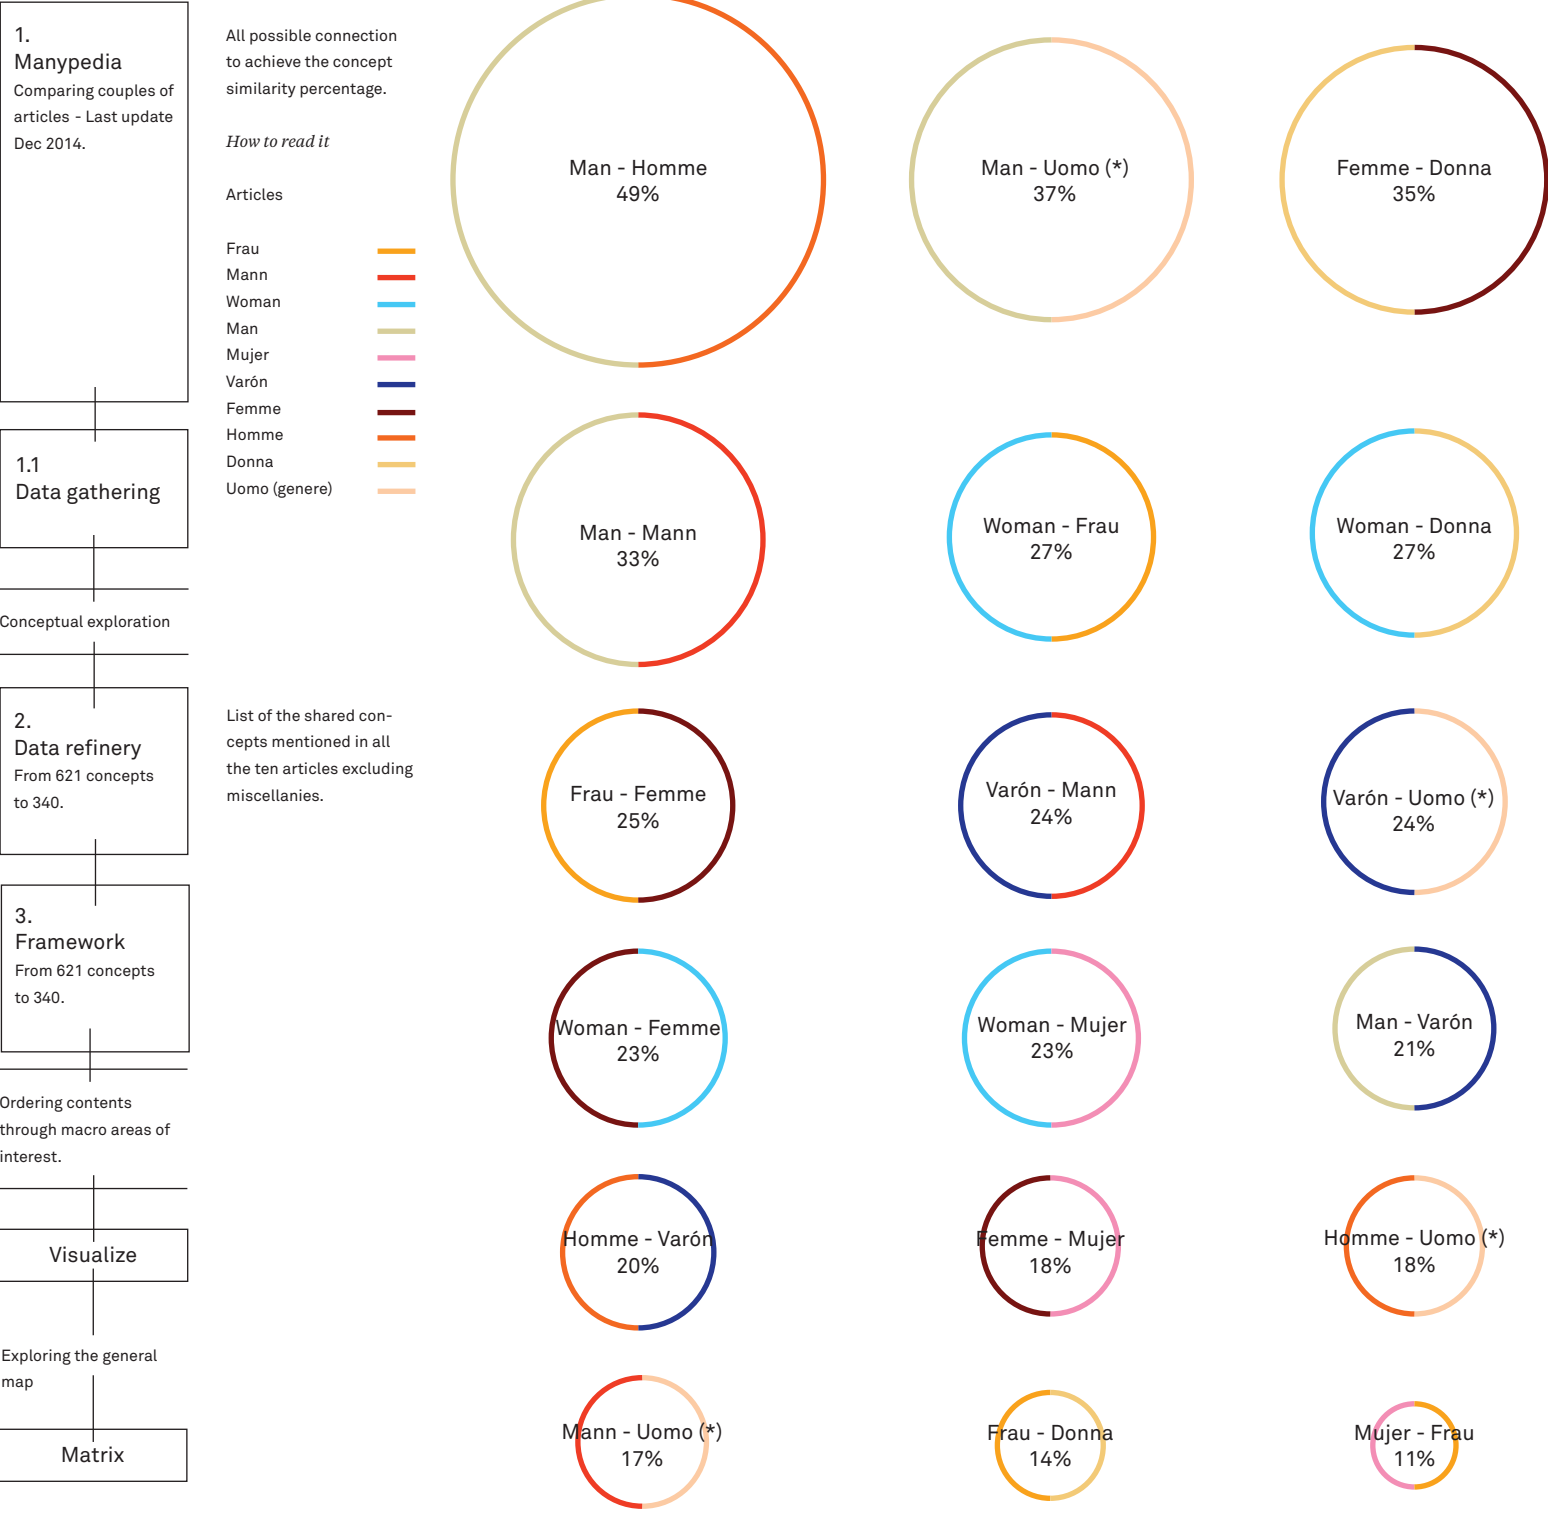 1.
Manypedia
Comparing couples of
articles - Last update
Dec 2014.
1.1
Data gathering
Conceptual exploration
2.
Data refinery
From 621 concepts
to 340.
3.
Framework
From 621 concepts
to 340.
Ordering contents
through macro areas of
interest.
Visualize
Exploring the general
map
Matrix
All possible connection
to achieve the concept
similarity percentage.
How to read it
Articles
Frau
Mann
Woman
Man
Mujer
Varón
Femme
Homme
Donna
Uomo (genere)
List of the shared con-
cepts mentioned in all
the ten articles excluding
miscellanies.
Man - Homme
49%
Man - Uomo (*)
37%
Femme - Donna
35%
Man - Mann
33%
Woman - Frau
27%
Woman - Donna
27%
Frau - Femme
25%
Varón - Mann
24%
Varón - Uomo (*)
24%
Woman - Femme
23%
Woman - Mujer
23%
Man - Varón
21%
Homme - Varón
20%
Femme - Mujer
18%
Homme - Uomo (*)
18%
Mann - Uomo (*)
17%
Frau - Donna
14%
Mujer - Frau
11%